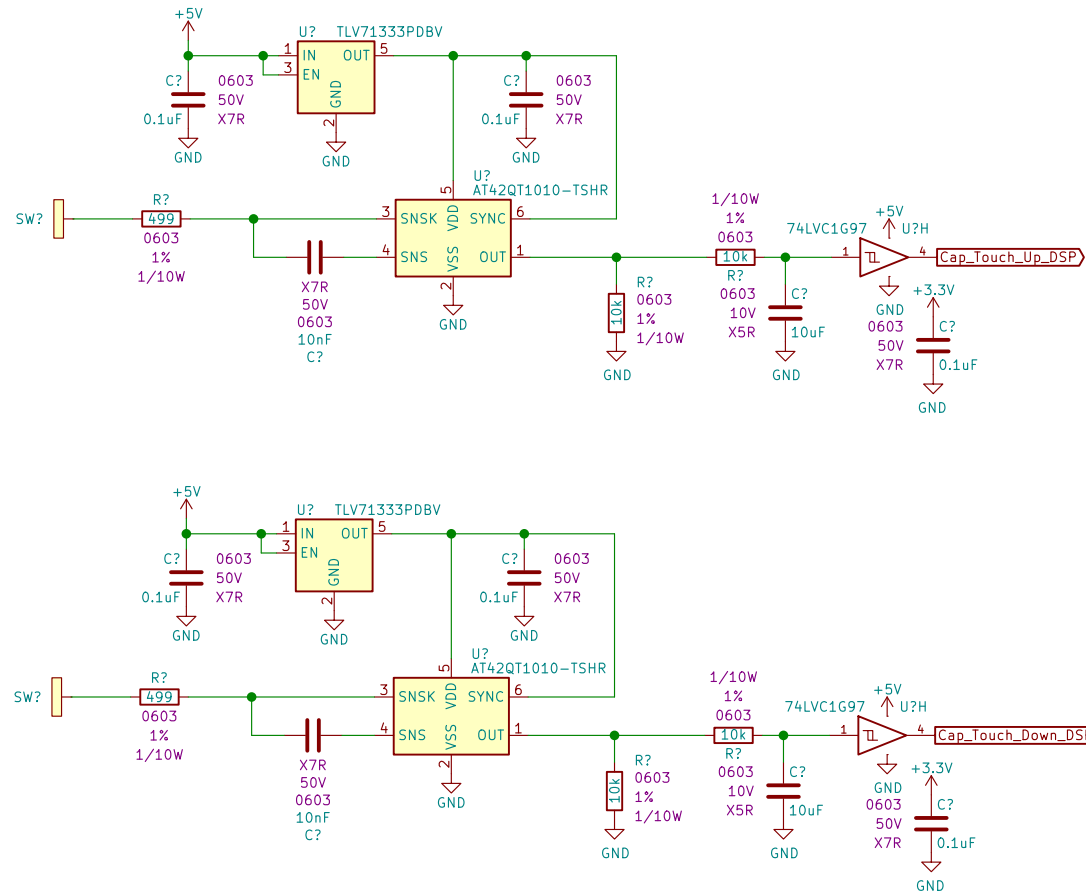 +5V
U? TLV71333PDBV
1 IN OUT 5
3 EN
GND
2
GND
C? 0603
50V
0.1uF X7R
GND
C? 0603
50V
0.1uF X7R
GND
U?
AT42QT1010-TSHR
5
3 SNSK VDD SYNC 6
4 SNS VSS OUT 1
2
GND
SW?
R?
499
0603
1%
1/10W
X7R
50V
0603
10nF
C?
R?
10k
0603
1%
1/10W
GND
1/10W
1%
0603
10k
R?
0603
10V
X5R
C?
10uF
GND
74LVC1G97
+5V
U?H
1 4
GND
Cap_Touch_Up_DSP
+3.3V
0603 C?
50V
X7R 0.1uF
GND
+5V
U? TLV71333PDBV
1 IN OUT 5
3 EN
GND
2
GND
C? 0603
50V
0.1uF X7R
GND
C? 0603
50V
0.1uF X7R
GND
U?
AT42QT1010-TSHR
5
3 SNSK VDD SYNC 6
4 SNS VSS OUT 1
2
GND
SW?
R?
499
0603
1%
1/10W
X7R
50V
0603
10nF
C?
R?
10k
0603
1%
1/10W
GND
1/10W
1%
0603
10k
R?
0603
10V
X5R
C?
10uF
GND
74LVC1G97
+5V
U?H
1 4
GND
Cap_Touch_Down_DS
+3.3V
0603 C?
50V
X7R 0.1uF
GND